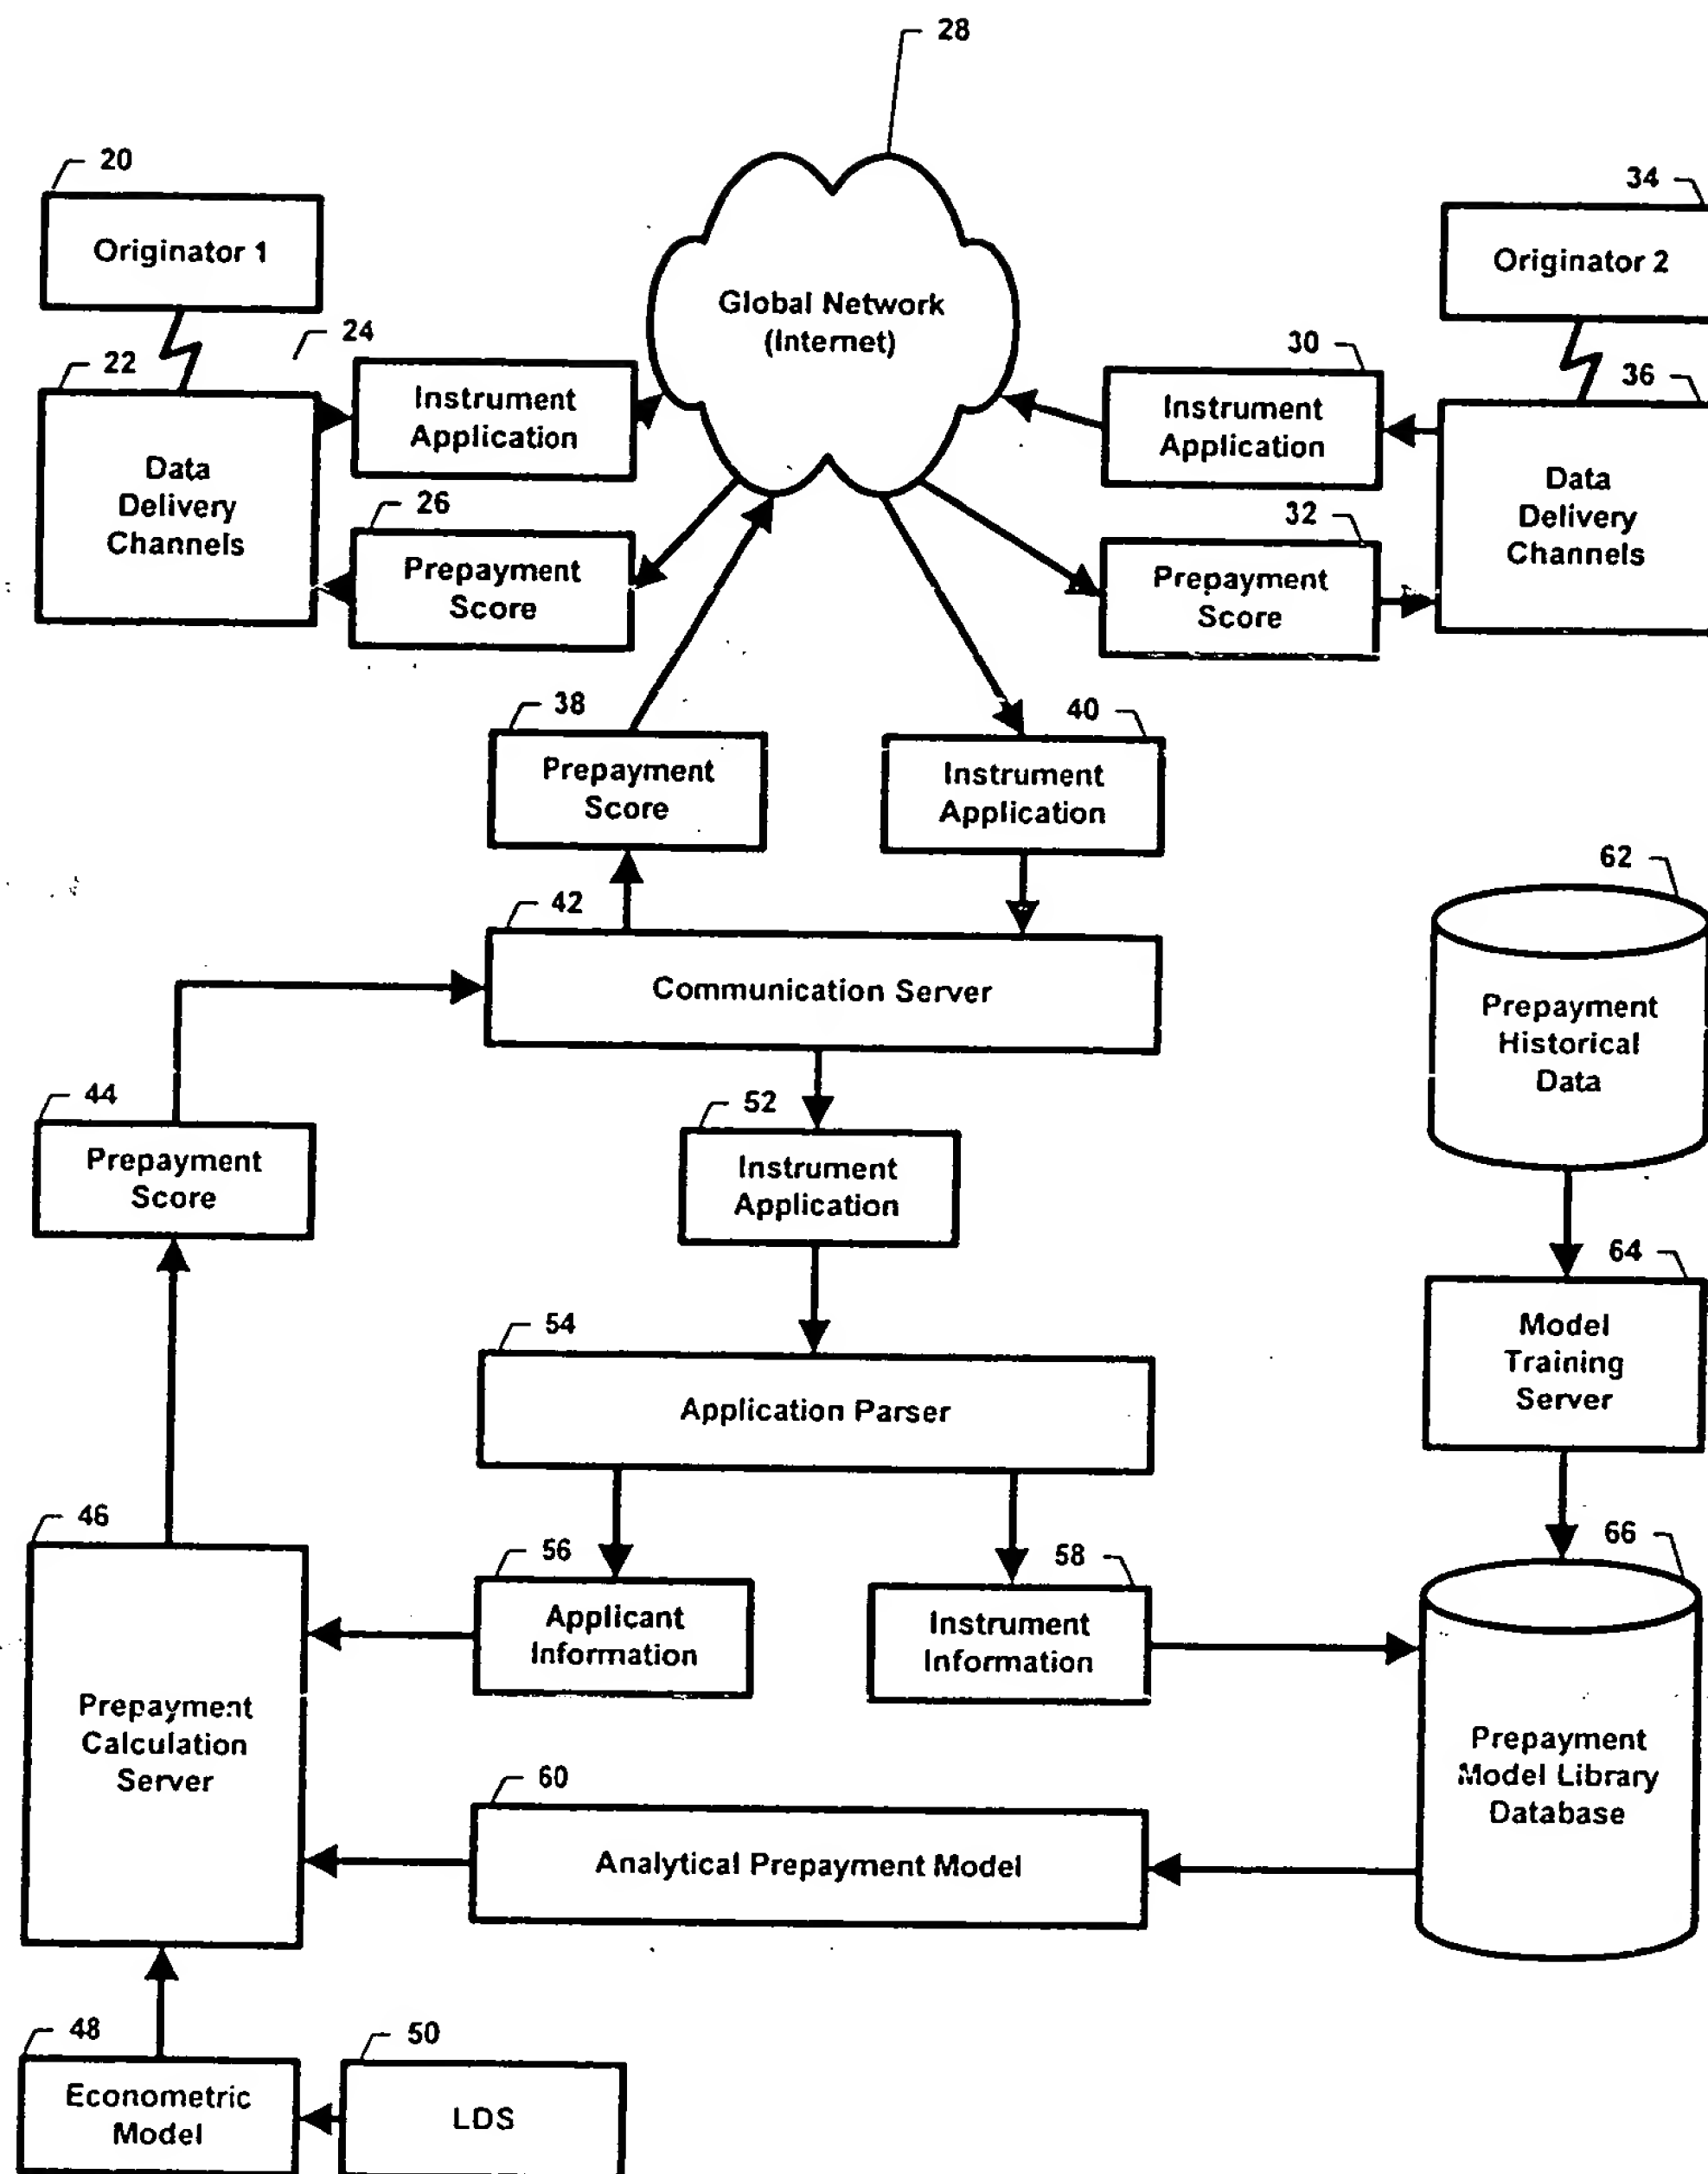 28
20
34
Originator 1
Originator 2
Global Network
(Internet)
24
30
22
36
Instrument
Application
Instrument
Application
Data
Delivery
Channels
Data
Delivery
Channels
26
32
Prepayment
Score
Prepayment
Score
38
40
Prepayment
Score
Instrument
Application
62
42
Communication Server
Prepayment
Historical
Data
44
52
Prepayment
Score
Instrument
Application
64
54
Model
Training
Server
Application Parser
46
66
56
58
Applicant
Information
Instrument
Information
Prepayment
Calculation
Server
Prepayment
Model Library
Database
60
Analytical Prepayment Model
48
50
Econometric
Model
LDS